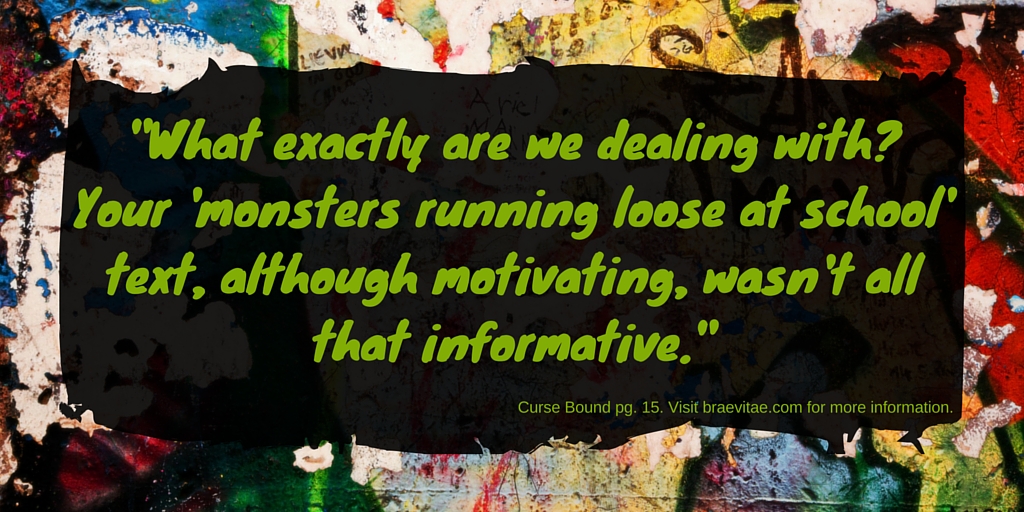 "What exactly are we dealing with?
Your 'monsters running loose at school'
text, although motivating, wasn't all
that informative."
Curse Bound pg. 15. Visit braevitae.com for more information.